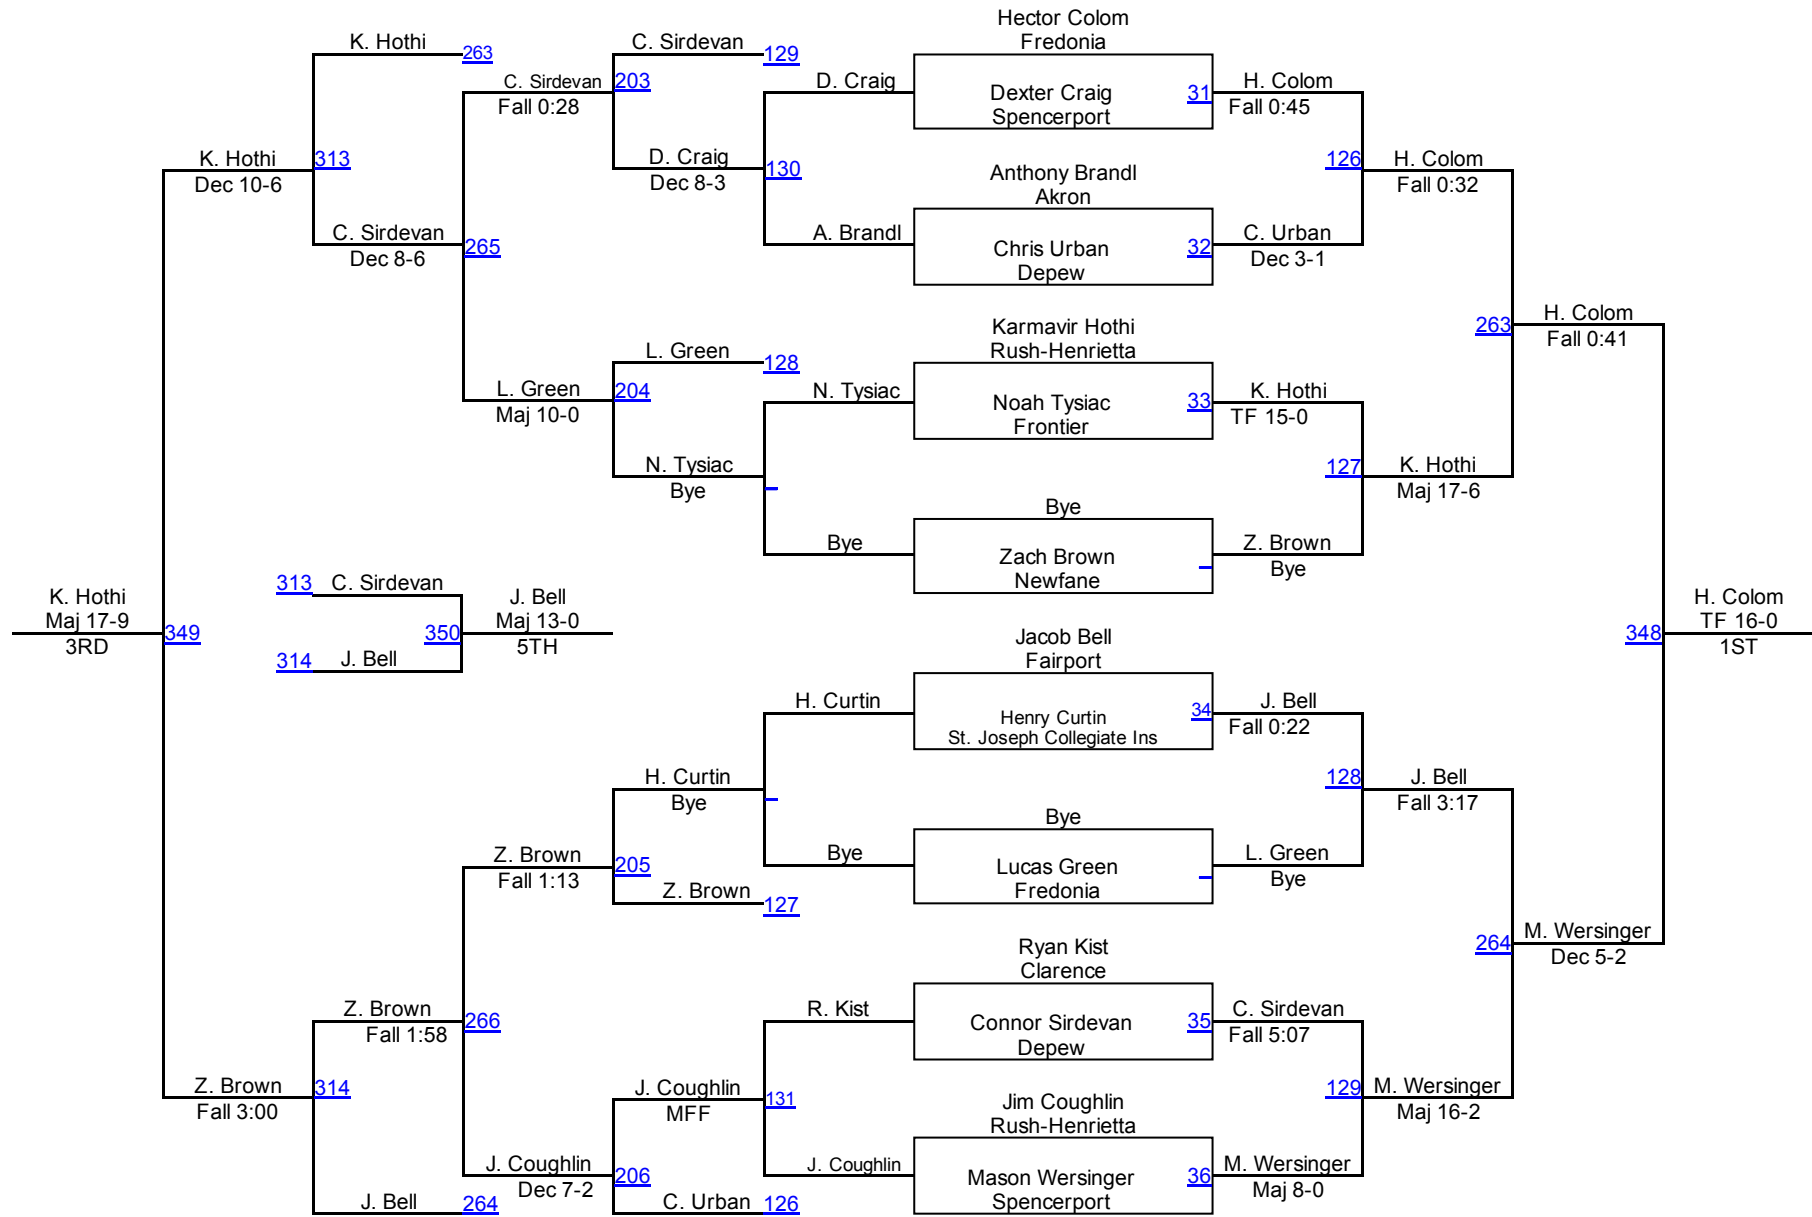 Hector Colom
Fredonia
K. Hothi
263
C. Sirdevan
129
C. Sirdevan
203
Fall 0:28
D. Craig
Dexter Craig
Spencerport
31
H. Colom
Fall 0:45
K. Hothi
313
Dec 10-6
D. Craig
130
Dec 8-3
Anthony Brandl
Akron
126
H. Colom
Fall 0:32
C. Sirdevan
265
Dec 8-6
A. Brandl
Chris Urban
Depew
32
C. Urban
Dec 3-1
Karmavir Hothi
Rush-Henrietta
263
H. Colom
Fall 0:41
L. Green
128
L. Green
204
Maj 10-0
N. Tysiac
Noah Tysiac
Frontier
33
K. Hothi
TF 15-0
N. Tysiac
Bye
127
K. Hothi
Maj 17-6
Bye
Bye
Zach Brown
Newfane
Z. Brown
Bye
K. Hothi
Maj 17-9
3RD
349
313
C. Sirdevan
350
J. Bell
Maj 13-0
5TH
314
J. Bell
348
H. Colom
TF 16-0
1ST
Jacob Bell
Fairport
H. Curtin
Henry Curtin
St. Joseph Collegiate Ins
34
J. Bell
Fall 0:22
H. Curtin
Bye
128
J. Bell
Fall 3:17
Bye
Z. Brown
205
Fall 1:13
Bye
Lucas Green
Fredonia
L. Green
Bye
Z. Brown
127
Ryan Kist
Clarence
264
M. Wersinger
Dec 5-2
Z. Brown
266
Fall 1:58
R. Kist
Connor Sirdevan
Depew
35
C. Sirdevan
Fall 5:07
Z. Brown
314
Fall 3:00
J. Coughlin
131
MFF
Jim Coughlin
Rush-Henrietta
129
M. Wersinger
Maj 16-2
J. Coughlin
206
Dec 7-2
J. Coughlin
Mason Wersinger
Spencerport
36
M. Wersinger
Maj 8-0
J. Bell
264
C. Urban
126